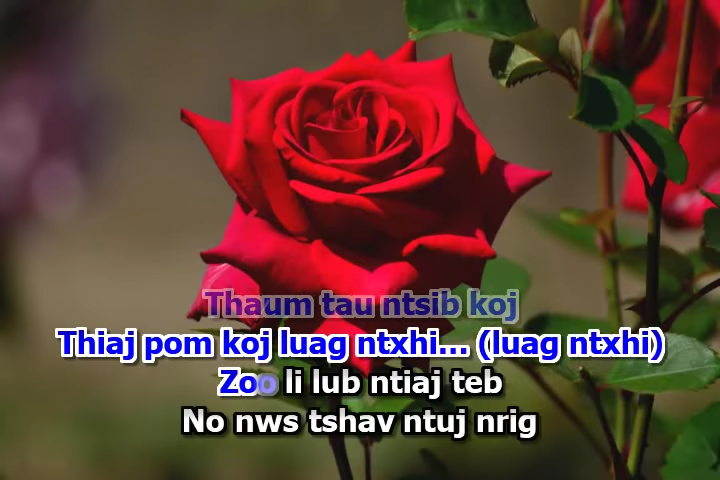 Thaum tau ntsib koj
Thiaj pom koj luag ntxhi... (luag ntxhi)
Zoo li lub ntiaj teb
No nws tshav ntuj nrig